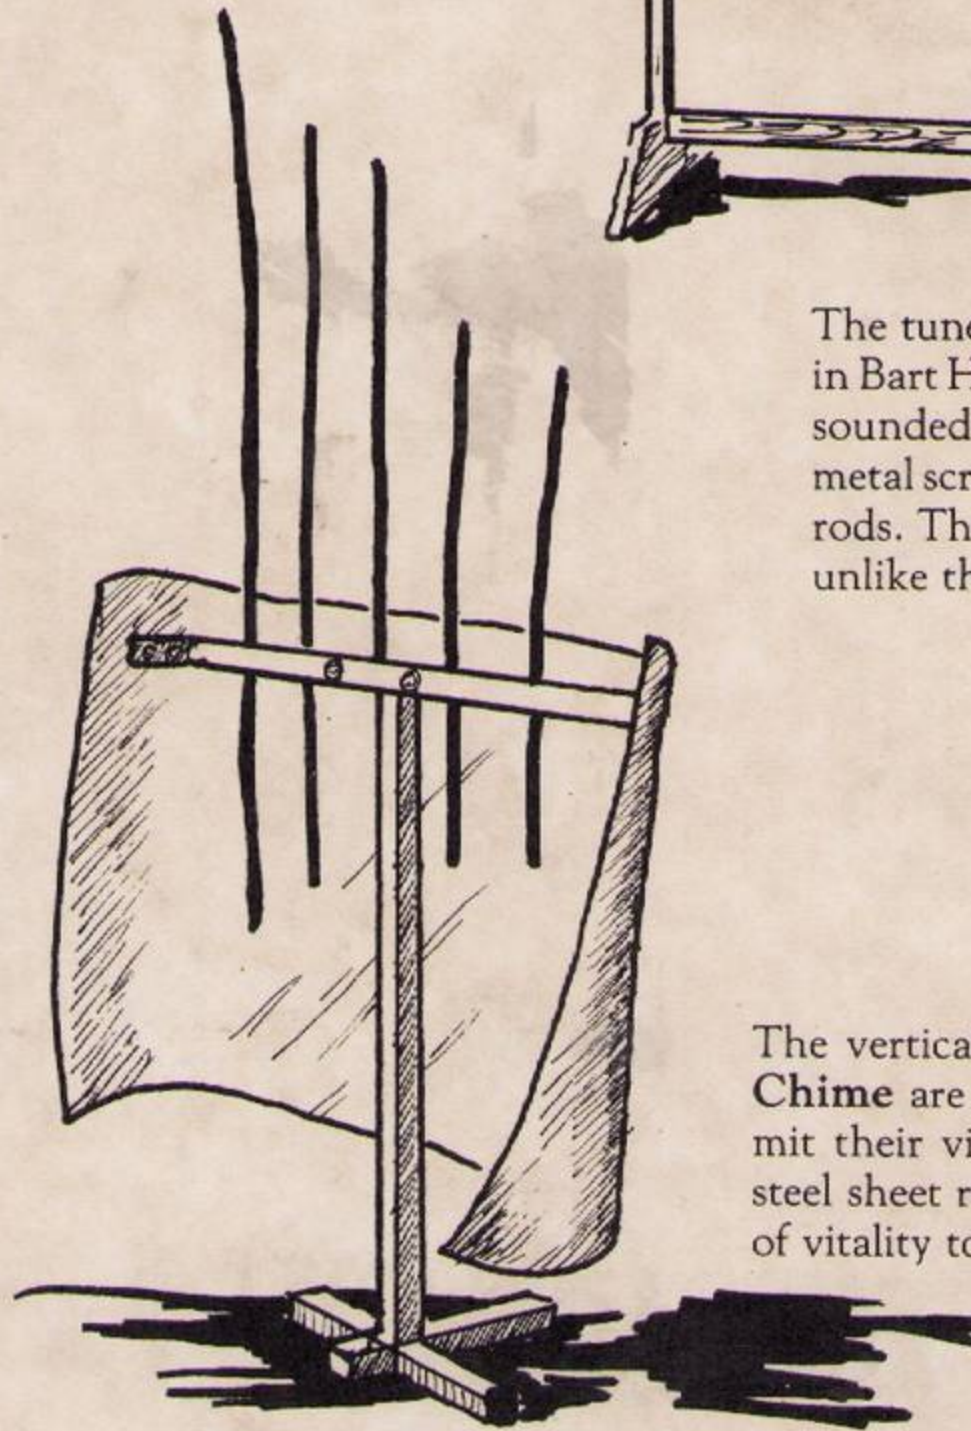 The tune
in Bart H
sounded
metal scr
rods. Th
unlike th
The vertica
Chime are
mit their vi
steel sheet r
of vitality to